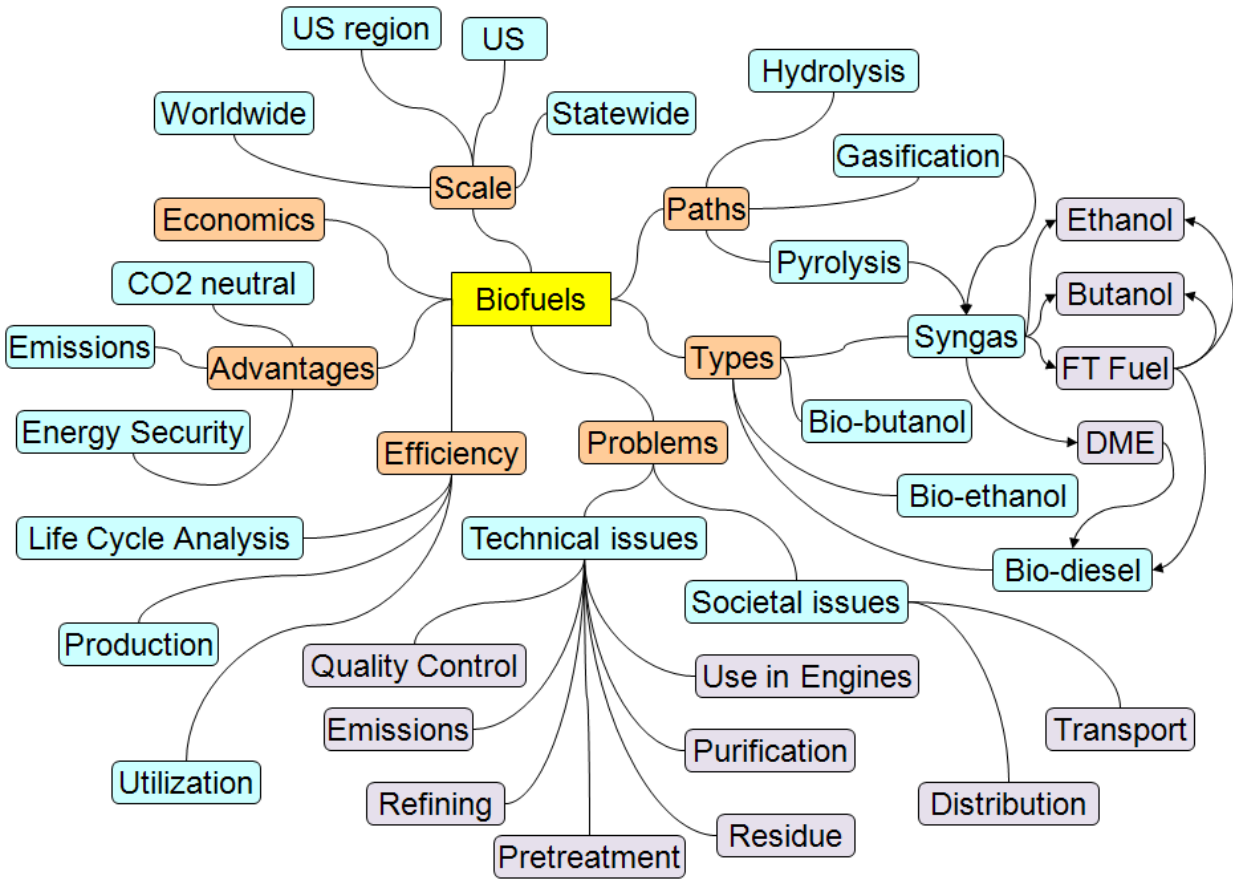 US region
US
Hydrolysis
Worldwide
Statewide
Gasification
Scale
Paths
Economics
Ethanol
CO2 neutral
Pyrolysis
Biofuels
Butanol
Emissions
Advantages
Syngas
Types
FT Fuel
Energy Security
Bio-butanol
Efficiency
Problems
DME
Bio-ethanol
Life Cycle Analysis
Technical issues
Bio-diesel
Societal issues
Production
Quality Control
Use in Engines
Emissions
Transport
Purification
Utilization
Refining
Distribution
Residue
Pretreatment